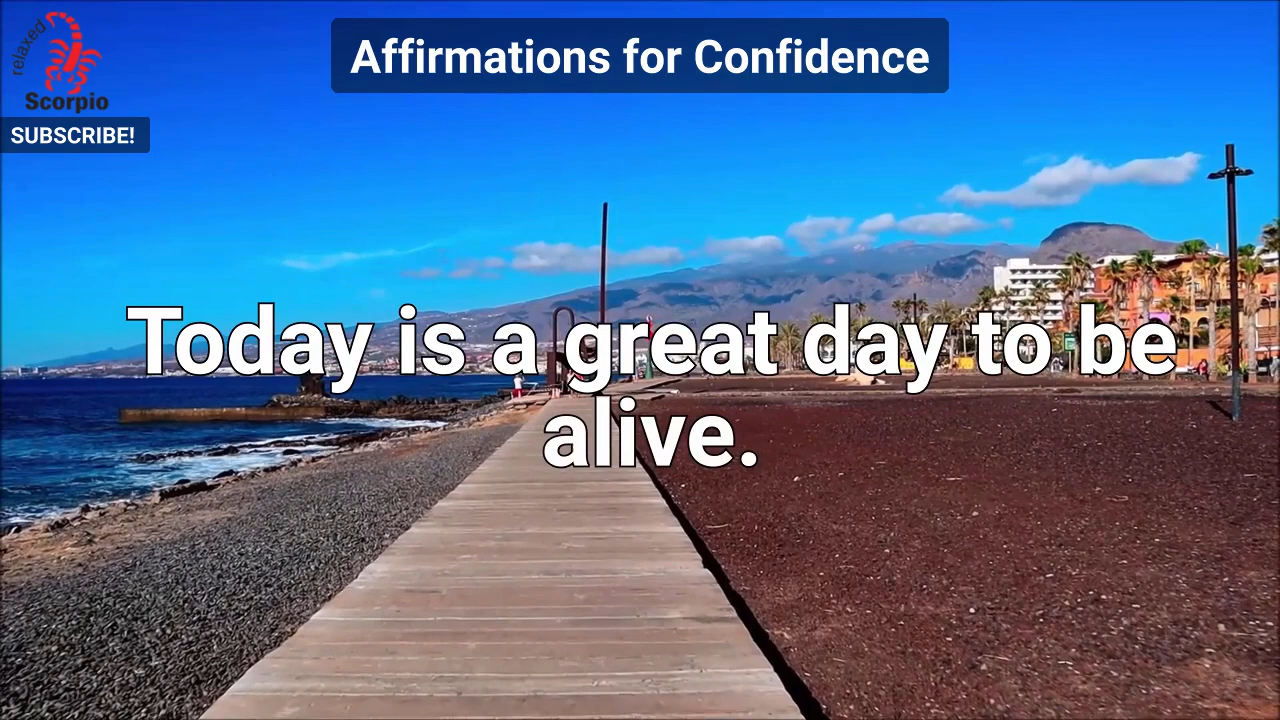 relaxed
Scorpio
SUBSCRIBE!
Affirmations for Confidence
Today is a great day to be
alive.